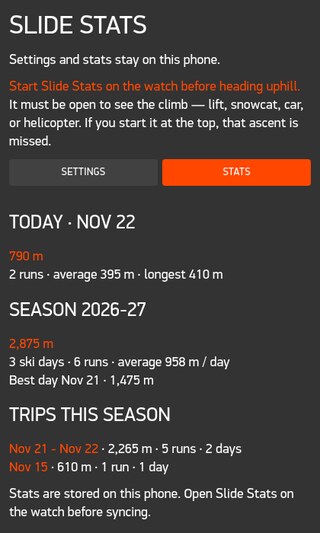 SLIDE STATS
Settings and stats stay on this phone.
Start Slide Stats on the watch before heading uphill.
It must be open to see the climb — lift, snowcat, car,
or helicopter. If you start it at the top, that ascent is
missed.
SETTINGS
STATS
TODAY · NOV 22
790 m
2 runs · average 395 m · longest 410 m
SEASON 2026-27
2,875 m
3 ski days · 6 runs · average 958 m / day
Best day Nov 21 · 1,475 m
TRIPS THIS SEASON
Nov 21 - Nov 22 · 2,265 m · 5 runs · 2 days
Nov 15 · 610 m · 1 run · 1 day
Stats are stored on this phone. Open Slide Stats on
the watch before syncing.